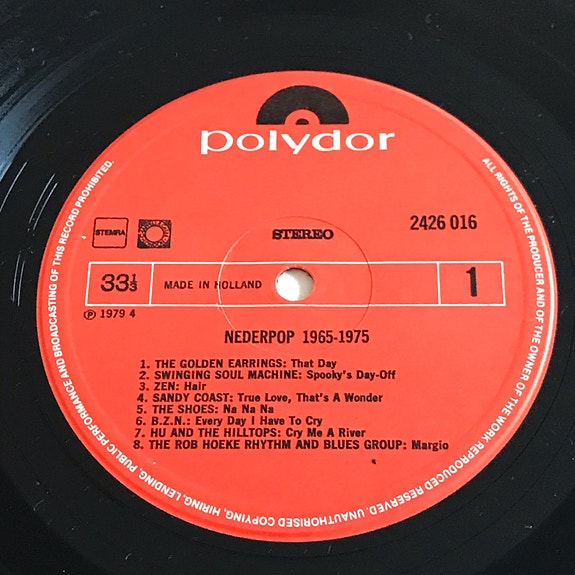 polydor
STEMRA
STEREO
2426 016
33⅓
MADE IN HOLLAND
1
℗ 1979 4
NEDERPOP 1965-1975
1. THE GOLDEN EARRINGS: That Day
2. SWINGING SOUL MACHINE: Spooky's Day-Off
3. ZEN: Hair
4. SANDY COAST: True Love, That's A Wonder
5. THE SHOES: Na Na Na
6. B.Z.N.: Every Day I Have To Cry
7. HU AND THE HILLTOPS: Cry Me A River
8. THE ROB HOEKE RHYTHM AND BLUES GROUP: Margio
ALL RIGHTS OF THE PRODUCER AND OF THE OWNER OF THE WORK REPRODUCED RESERVED. UNAUTHORISED COPYING, HIRING, LENDING, PUBLIC PERFORMANCE AND BROADCASTING OF THIS RECORD PROHIBITED.